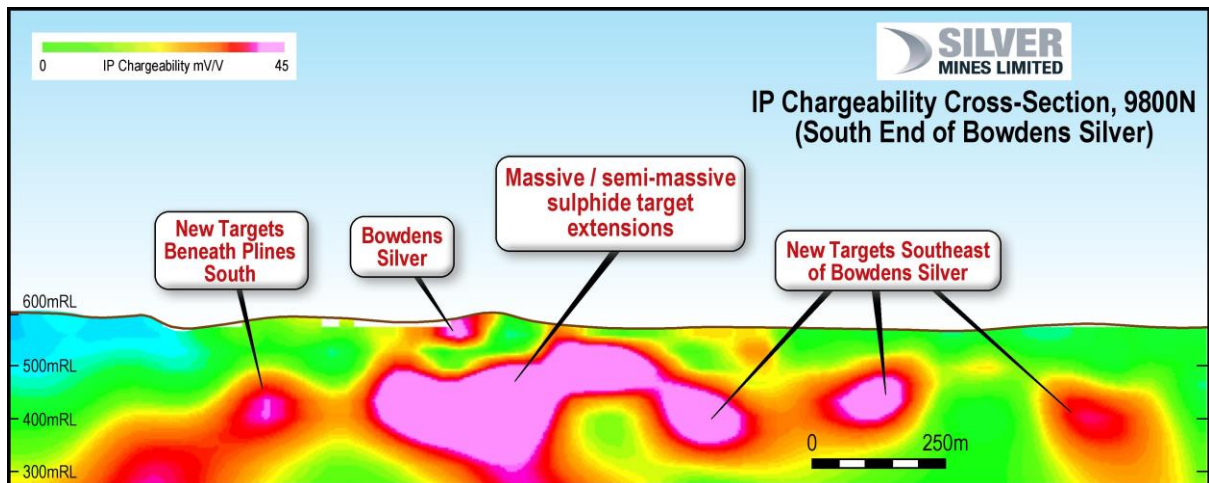 0 IP Chargeability mV/V 45
SILVER
MINES LIMITED
IP Chargeability Cross-Section, 9800N
(South End of Bowdens Silver)
Massive / semi-massive
sulphide target
extensions
New Targets
Beneath Plines
South
Bowdens
Silver
New Targets Southeast
of Bowdens Silver
600mRL
500mRL
400mRL
300mRL
0 250m